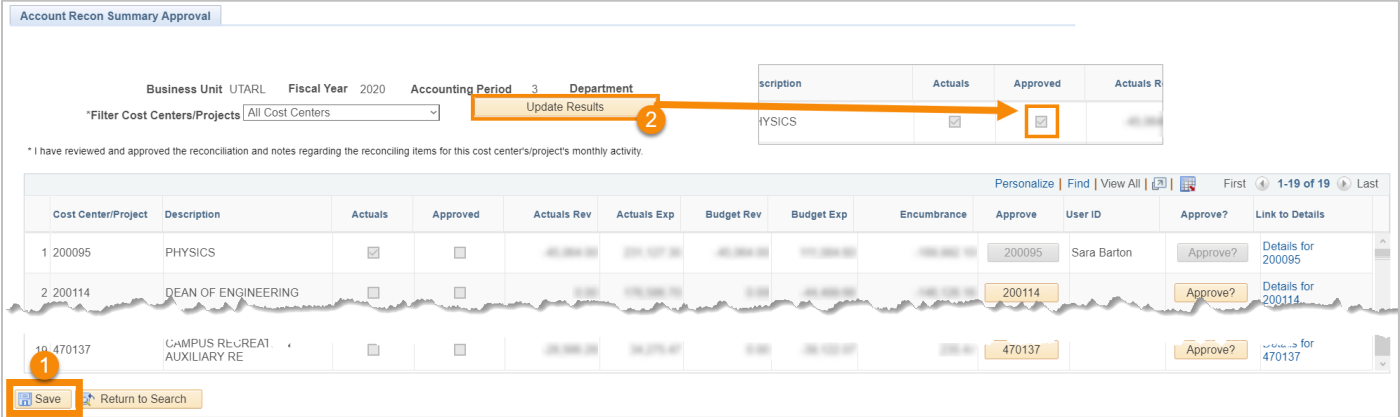 Account Recon Summary Approval
Business Unit UTARL Fiscal Year 2020 Accounting Period 3 Department
*Filter Cost Centers/Projects All Cost Centers Update Results 2
scription Actuals Approved Actuals R
HYSICS
* I have reviewed and approved the reconciliation and notes regarding the reconciling items for this cost center's/project's monthly activity.
Personalize | Find | View All | | First 1-19 of 19 Last
Cost Center/Project Description Actuals Approved Actuals Rev Actuals Exp Budget Rev Budget Exp Encumbrance Approve User ID Approve? Link to Details
1 200095 PHYSICS 200095 Sara Barton Approve? Details for
200095
2 200114 DEAN OF ENGINEERING 200114 Approve? Details for
200114
19 470137 CAMPUS RECREAT
AUXILIARY RE 470137 Approve? for
470137
1
Save Return to Search